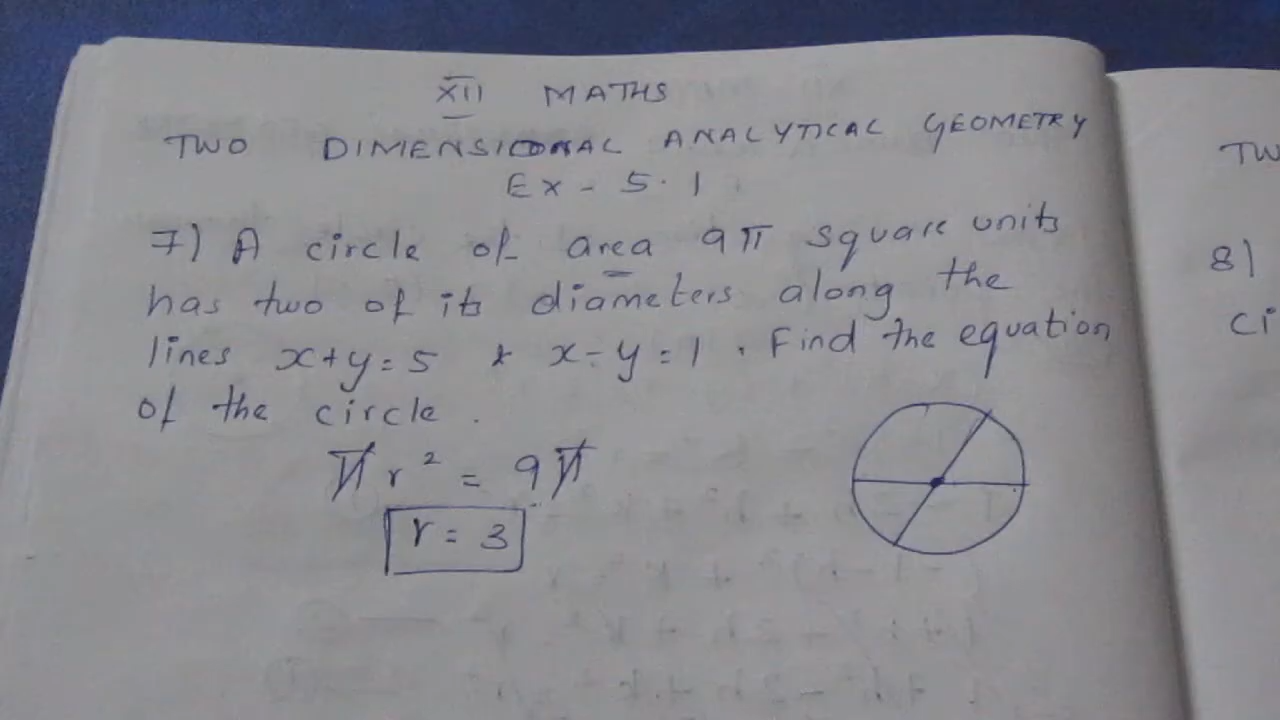 XII MATHS
TWO DIMENSIONAL ANALYTICAL GEOMETRY
Ex - 5.1
7) A circle of area 9π square units
has two of its diameters along the
lines x+y=5 & x-y=1. Find the equation
of the circle.
πr² = 9π
r = 3
TW
8)
ci